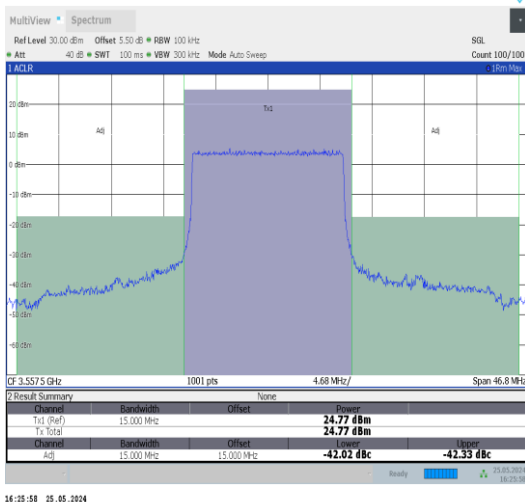 MultiView Spectrum
Ref Level 30.00 dBm Offset 5.50 dB RBW 100 kHz SGL
Att 40 dB SWT 100 ms VBW 300 kHz Mode Auto Sweep Count 100/100
1 ACLR 1Rm Max
Tx1
20 dBm
Adj Adj
10 dBm
0 dBm
-10 dBm
-20 dBm
-30 dBm
-40 dBm
-50 dBm
-60 dBm
CF 3.5575 GHz 1001 pts 4.68 MHz/ Span 46.8 MHz
2 Result Summary None
Channel Bandwidth Offset Power
Tx1 (Ref) 15.000 MHz 24.77 dBm
Tx Total 24.77 dBm
Channel Bandwidth Offset Lower Upper
Adj 15.000 MHz 15.000 MHz -42.02 dBc -42.33 dBc
Ready 25.05.2024
16:25:58
16:25:58 25.05.2024